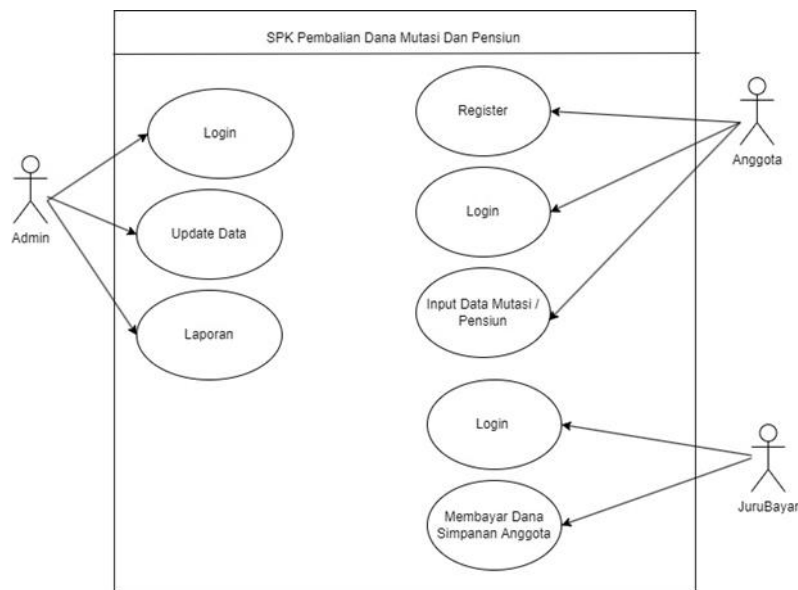 SPK Pembalian Dana Mutasi Dan Pensiun
Login
Update Data
Laporan
Admin
Register
Login
Input Data Mutasi /
Pensiun
Anggota
Login
Membayar Dana
Simpanan Anggota
JuruBayar